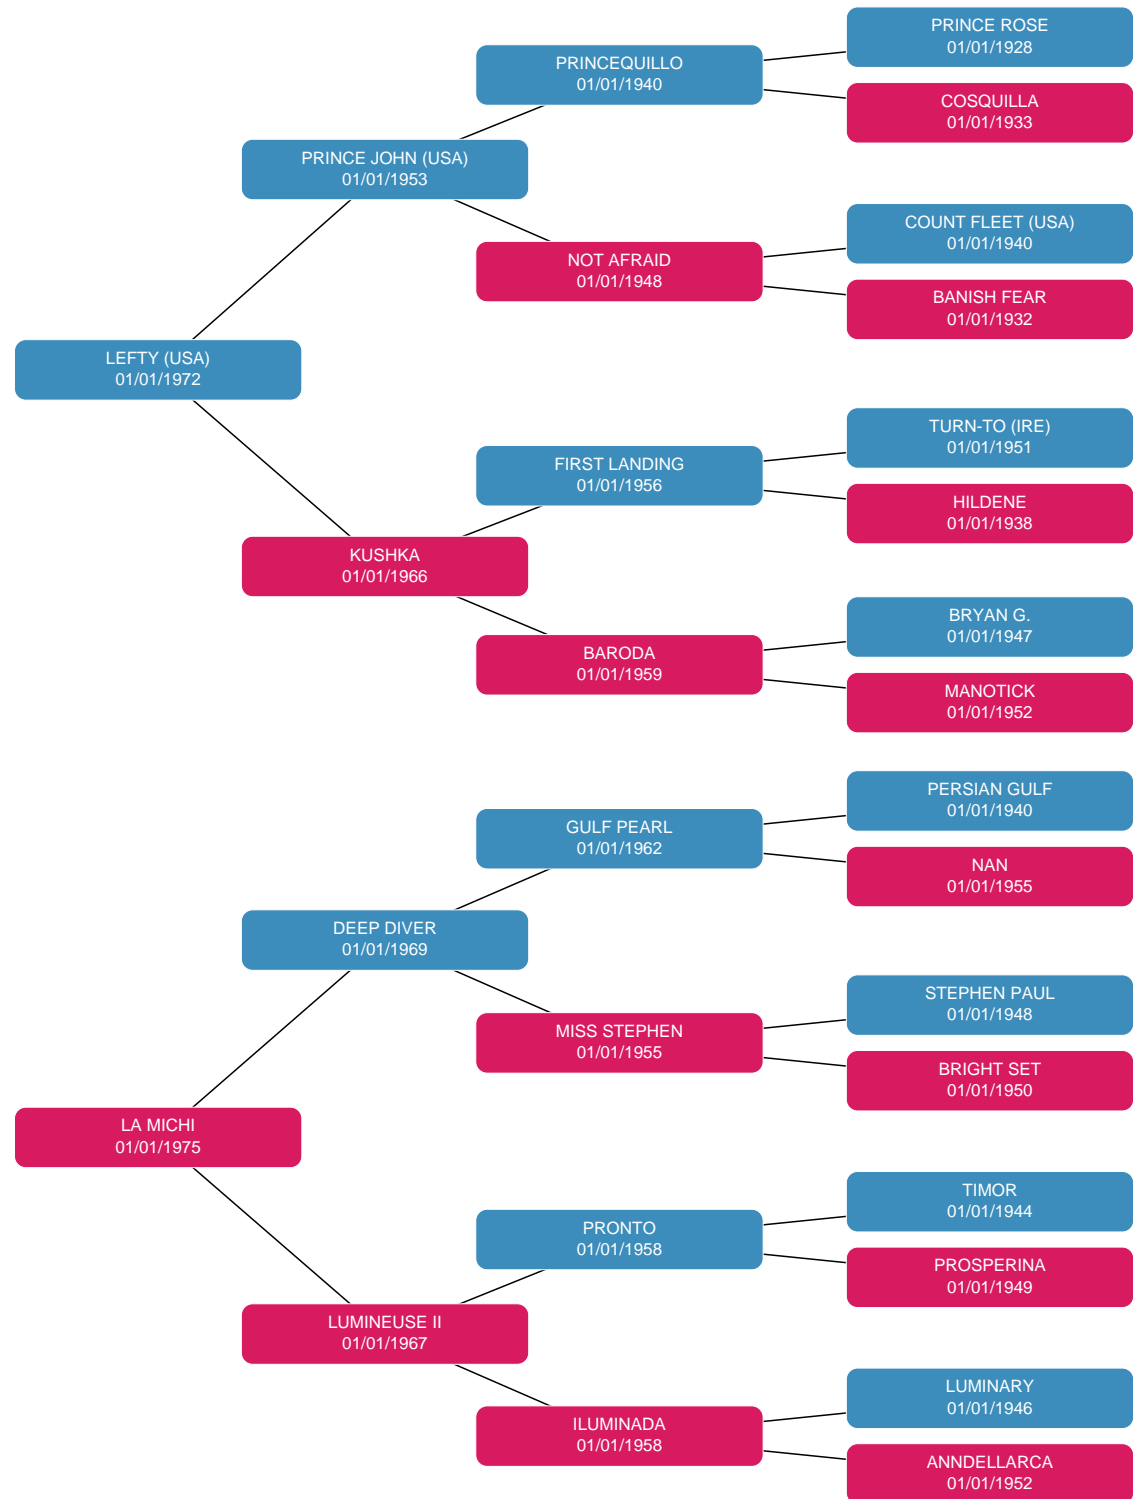 PRINCE ROSE
01/01/1928
PRINCEQUILLO
01/01/1940
COSQUILLA
01/01/1933
PRINCE JOHN (USA)
01/01/1953
COUNT FLEET (USA)
01/01/1940
NOT AFRAID
01/01/1948
BANISH FEAR
01/01/1932
LEFTY (USA)
01/01/1972
TURN-TO (IRE)
01/01/1951
FIRST LANDING
01/01/1956
HILDENE
01/01/1938
KUSHKA
01/01/1966
BRYAN G.
01/01/1947
BARODA
01/01/1959
MANOTICK
01/01/1952
PERSIAN GULF
01/01/1940
GULF PEARL
01/01/1962
NAN
01/01/1955
DEEP DIVER
01/01/1969
STEPHEN PAUL
01/01/1948
MISS STEPHEN
01/01/1955
BRIGHT SET
01/01/1950
LA MICHI
01/01/1975
TIMOR
01/01/1944
PRONTO
01/01/1958
PROSPERINA
01/01/1949
LUMINEUSE II
01/01/1967
LUMINARY
01/01/1946
ILUMINADA
01/01/1958
ANNDELLARCA
01/01/1952